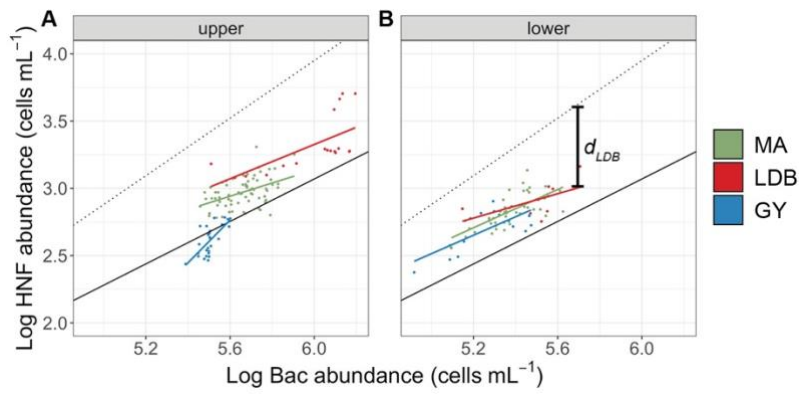 A
upper
B
lower
Log HNF abundance (cells mL⁻¹)
4.0
3.5
3.0
2.5
2.0
d_LDB
MA
LDB
GY
5.2 5.6 6.0
5.2 5.6 6.0
Log Bac abundance (cells mL⁻¹)